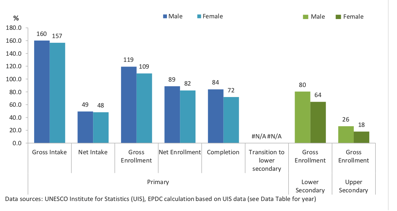 %
Male Female
Male Female
180.0
160.0
140.0
120.0
100.0
80.0
60.0
40.0
20.0
0.0
160 157
49 48
119 109
89 82
84 72
#N/A #N/A
80 64
26 18
Gross Intake
Net Intake
Gross
Enrollment
Net Enrollment
Completion
Transition to
lower
secondary
Gross
Enrollment
Gross
Enrollment
Primary
Lower
Secondary
Upper
Secondary
Data sources: UNESCO Institute for Statistics (UIS), EPDC calculation based on UIS data (see Data Table for year)